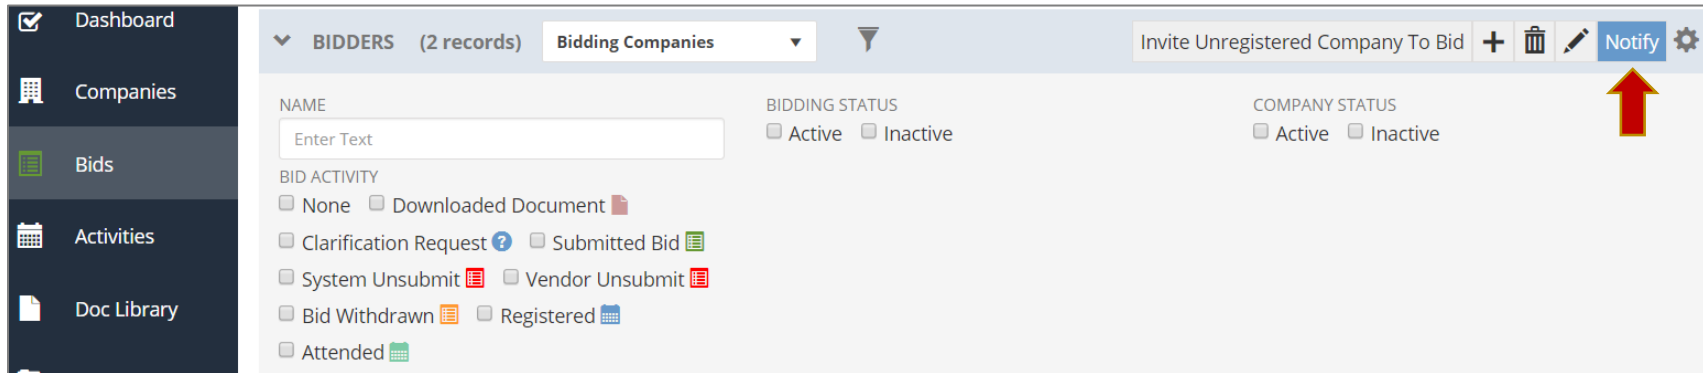 Dashboard
Companies
Bids
Activities
Doc Library
BIDDERS (2 records) Bidding Companies Invite Unregistered Company To Bid Notify
NAME BIDDING STATUS COMPANY STATUS
Enter Text Active Inactive Active Inactive
BID ACTIVITY
None Downloaded Document
Clarification Request ? Submitted Bid
System Unsubmit Vendor Unsubmit
Bid Withdrawn Registered
Attended